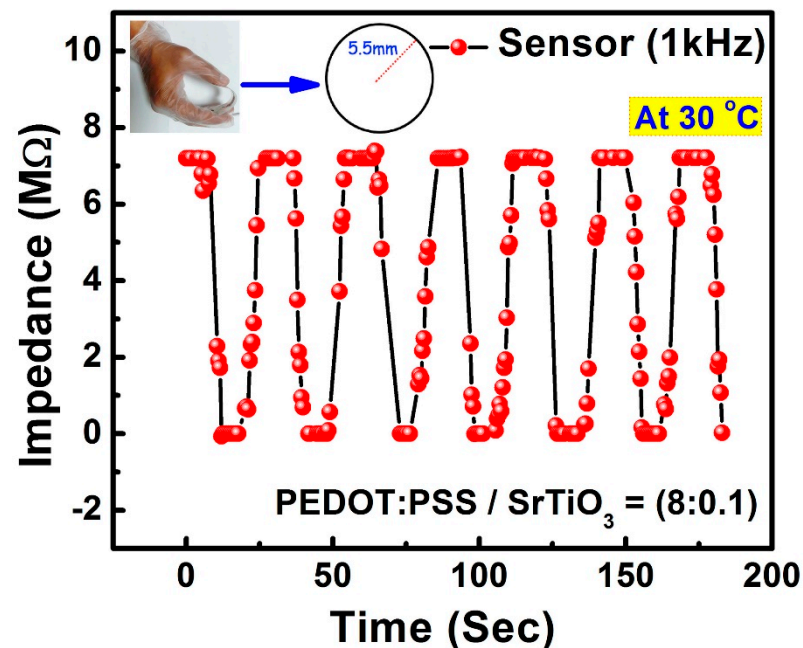 5.5mm
Sensor (1kHz)
At 30 °C
10
8
6
4
2
0
-2
Impedance (MΩ)
PEDOT:PSS / SrTiO₃ = (8:0.1)
0 50 100 150 200
Time (Sec)